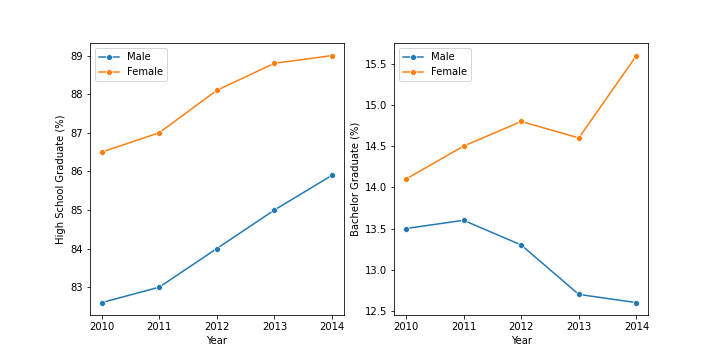 High School Graduate (%)
89
88
87
86
85
84
83
Male
Female
2010 2011 2012 2013 2014
Year
Bachelor Graduate (%)
15.5
15.0
14.5
14.0
13.5
13.0
12.5
Male
Female
2010 2011 2012 2013 2014
Year